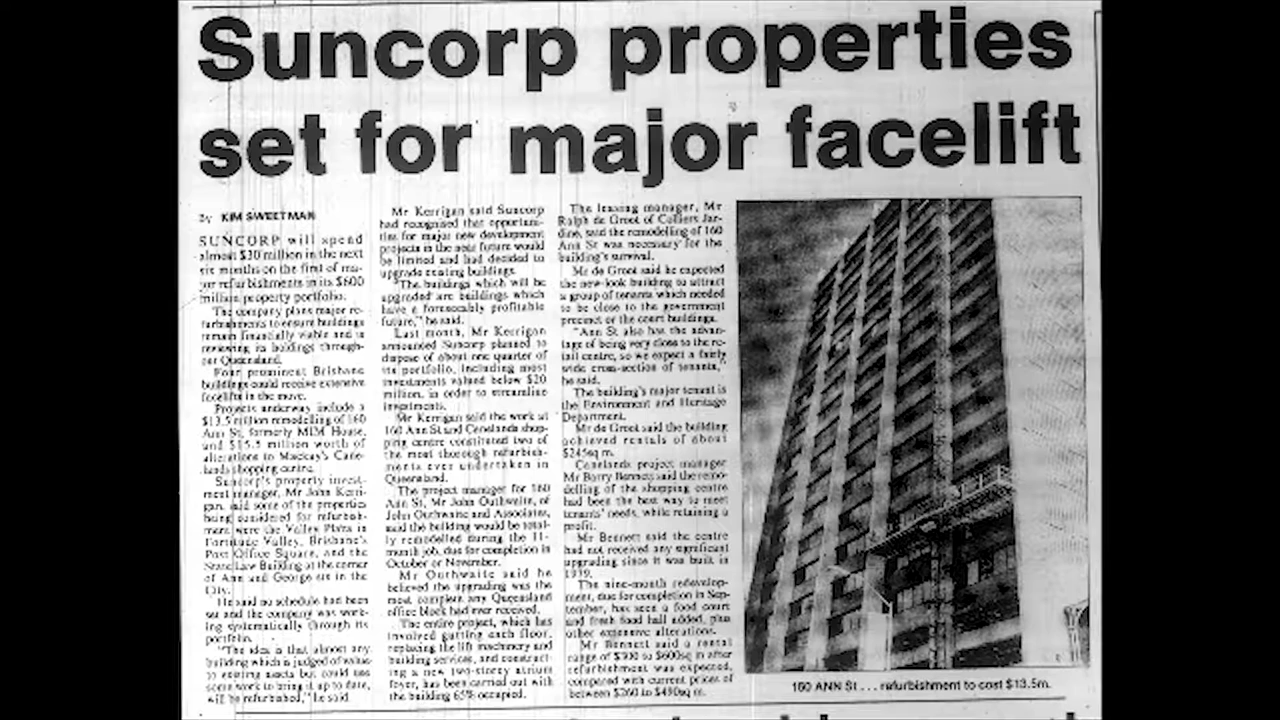 Suncorp properties
set for major facelift
By KIM SWEETMAN
SUNCORP will spend
almost $30 million in the next
six months on the first of ma-
jor refurbishments in its $600
million property portfolio.
The company plans major re-
furbishments to ensure buildings
remain financially viable and is
reviewing its holdings through-
out Queensland.
Four prominent Brisbane
buildings could receive extensive
facelifts in the move.
Projects underway include a
$13.5 million remodelling of 160
Ann St, formerly MIM House,
and $15.5 million worth of
alterations in Mackay's Cane-
lands shopping centre.
Suncorp's property invest-
ment manager, Mr John Kerri-
gan, said some of the properties
being considered for refurbish-
ment were the Valley Plaza in
Fortitude Valley, Brisbane's
Post Office Square, and the
State Law Building at the corner
of Ann and George sts in the
City.
He said no schedule had been
set and the company was work-
ing systematically through its
portfolio.
"The idea is that almost any
building which is judged of value
to existing assets but could use
some work to bring it up to date,
will be refurbished," he said.
Mr Kerrigan said Suncorp
had recognised that opportuni-
ties for major new development
projects in the near future would
be limited and had decided to
upgrade existing buildings.
"The buildings which will be
upgraded are buildings which
have a foreseeably profitable
future," he said.
Last month, Mr Kerrigan
announced Suncorp planned to
dispose of about one quarter of
its portfolio, including most
investments valued below $20
million, in order to streamline
investments.
Mr Kerrigan said the work at
160 Ann St and Canelands shop-
ping centre constituted two of
the most thorough refurbish-
ments ever undertaken in
Queensland.
The project manager for 160
Ann St, Mr John Outhwaite, of
John Outhwaite and Associates,
said the building would be total-
ly remodelled during the 11-
month job, due for completion in
October or November.
Mr Outhwaite said he
believed the upgrading was the
most complete any Queensland
office block had ever received.
The entire project, which has
involved gutting each floor,
replacing the lift machinery and
building services, and construct-
ing a new two-storey atrium
foyer, has been carried out with
the building 65% occupied.
The leasing manager, Mr
Ralph de Groot of Colliers Jar-
dine, said the remodelling of 160
Ann St was necessary for the
building's survival.
Mr de Groot said he expected
the new-look building to attract
a group of tenants which needed
to be close to the government
precinct or the court buildings.
"Ann St also has the advan-
tage of being very close to the re-
tail centre, so we expect a fairly
wide cross-section of tenants,"
he said.
The building's major tenant is
the Environment and Heritage
Department.
Mr de Groot said the building
achieved rentals of about
$245sq m.
Canelands project manager
Mr Barry Bennett said the remo-
delling of the shopping centre
had been the best way to meet
tenants' needs, while retaining a
profit.
Mr Bennett said the centre
had not received any significant
upgrading since it was built in
1979.
The nine-month redevelop-
ment, due for completion in Sep-
tember, has seen a food court
and fresh food hall added, plus
other expensive alterations.
Mr Bennett said a rental
range of $300 to $600sq m after
refurbishment was expected,
compared with current prices of
between $260 to $490sq m.
160 ANN St . . . refurbishment to cost $13.5m.